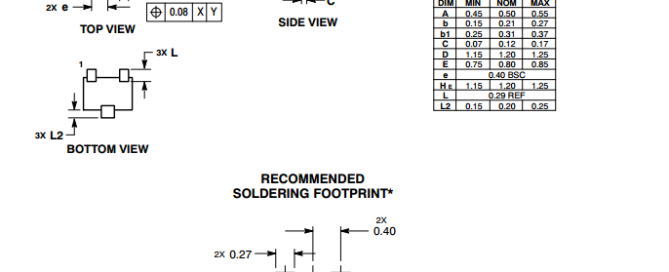 2X e
0.08 X Y
C
TOP VIEW
SIDE VIEW
DIM MIN NOM MAX
A 0.45 0.50 0.55
b 0.15 0.21 0.27
b1 0.25 0.31 0.37
C 0.07 0.12 0.17
D 1.15 1.20 1.25
E 0.75 0.80 0.85
e 0.40 BSC
HE 1.15 1.20 1.25
L 0.29 REF
L2 0.15 0.20 0.25
3X L
1
3X L2
BOTTOM VIEW
RECOMMENDED
SOLDERING FOOTPRINT*
2X
0.40
2X 0.27